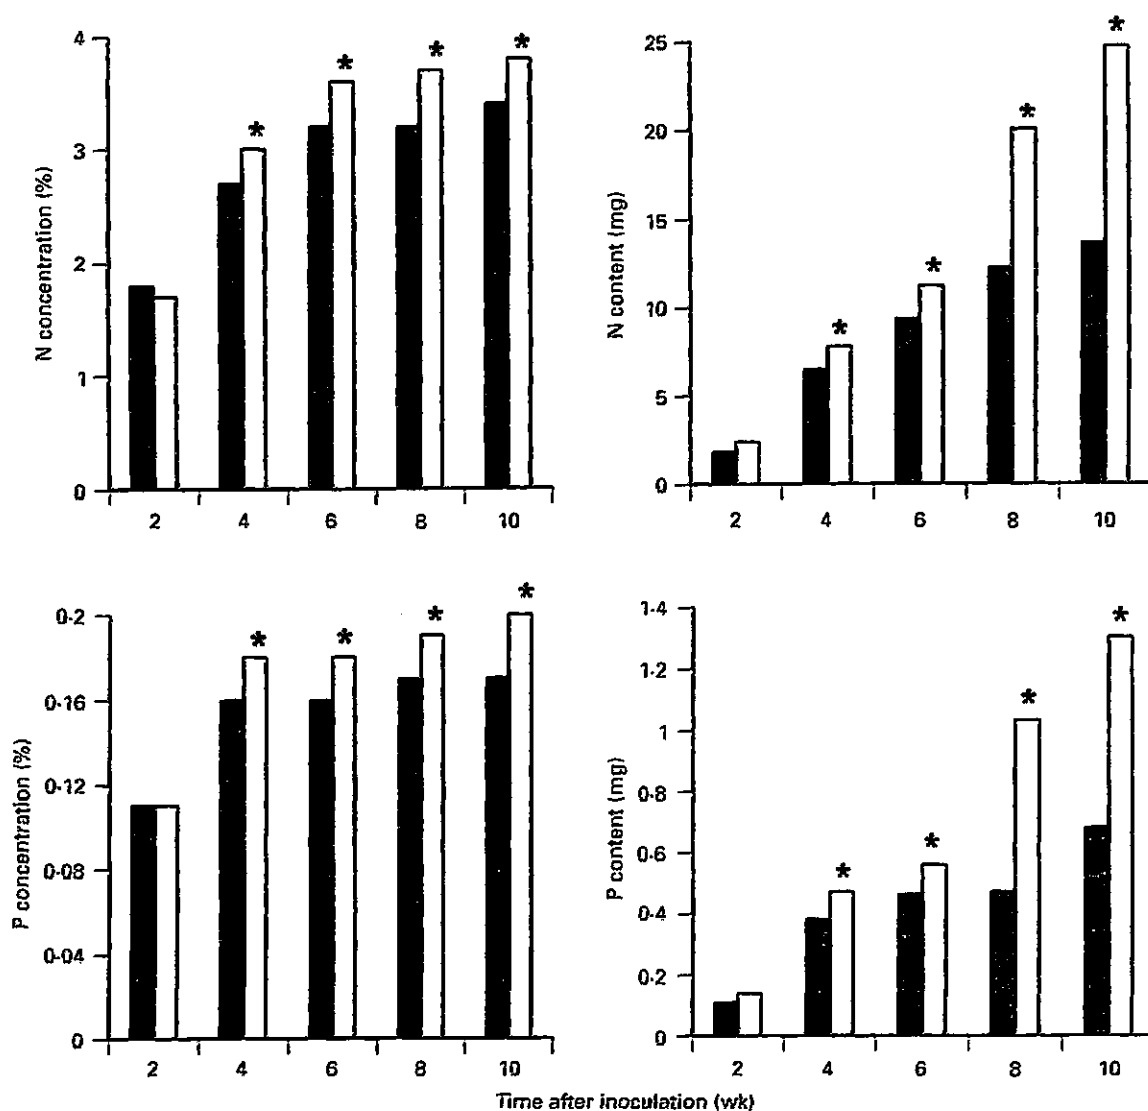 4
3
2
1
0
N concentration (%)
* * * *
2 4 6 8 10
25
20
15
10
5
0
N content (mg)
* * * *
2 4 6 8 10
0·2
0·16
0·12
0·08
0·04
0
P concentration (%)
* * * *
2 4 6 8 10
1·4
1·2
1
0·8
0·6
0·4
0·2
0
P content (mg)
* * * *
2 4 6 8 10
Time after inoculation (wk)